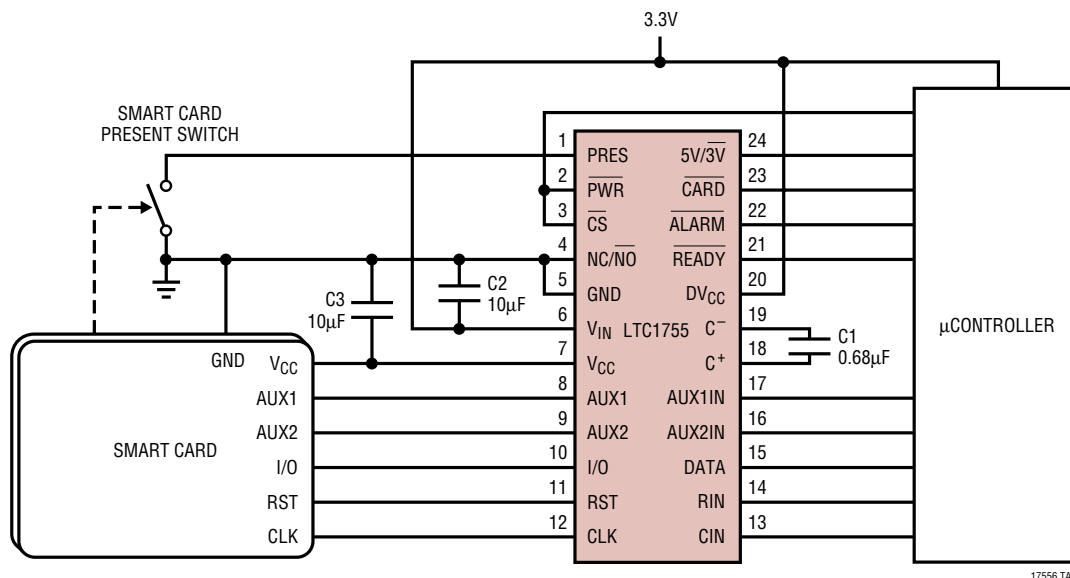 3.3V
SMART CARD
PRESENT SWITCH
1
PRES
5V/3V
24
2
PWR
CARD
23
3
CS
ALARM
22
4
NC/NO
READY
21
5
GND
DVCC
20
6
VIN
LTC1755
C–
19
7
VCC
C+
18
8
AUX1
AUX1IN
17
9
AUX2
AUX2IN
16
10
I/O
DATA
15
11
RST
RIN
14
12
CLK
CIN
13
C3
10µF
C2
10µF
C1
0.68µF
µCONTROLLER
GND
VCC
AUX1
AUX2
SMART CARD
I/O
RST
CLK